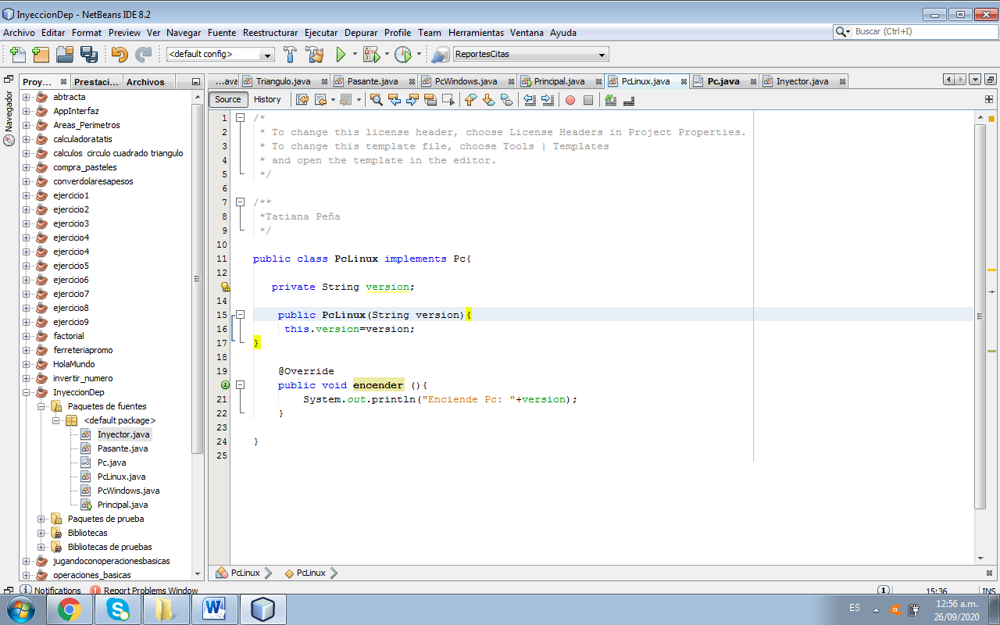 InyeccionDep - NetBeans IDE 8.2
Archivo Editar Format Preview Ver Navegar Fuente Reestructurar Ejecutar Depurar Profile Team Herramientas Ventana Ayuda
Buscar (Ctrl+I)
<default config>
ReportesCitas
Proy...
Prestaci...
Archivos
...ava
Triangulo.java
Pasante.java
PcWindows.java
Principal.java
PcLinux.java
Pc.java
Inyector.java
Navegador
Source
History
abtracta
AppInterfaz
Areas_Perimetros
calculadoratatis
calculos circulo cuadrado triangulo
compra_pasteles
converdolaresapesos
ejercicio1
ejercicio2
ejercicio3
ejercicio4
ejercicio4
ejercicio5
ejercicio6
ejercicio7
ejercicio8
ejercicio9
factorial
ferreteriapromo
HolaMundo
invertir_numero
InyeccionDep
Paquetes de fuentes
<default package>
Inyector.java
Pasante.java
Pc.java
PcLinux.java
PcWindows.java
Principal.java
Paquetes de prueba
Bibliotecas
Bibliotecas de pruebas
jugandoconoperacionesbasicas
operaciones_basicas
1 /*
2 * To change this license header, choose License Headers in Project Properties.
3 * To change this template file, choose Tools | Templates
4 * and open the template in the editor.
5 */
6
7 /**
8 *Tatiana Peña
9 */
10
11 public class PcLinux implements Pc{
12
private String version;
14
15 public PcLinux(String version){
16 this.version=version;
17 }
18
19 @Override
public void encender (){
21 System.out.println("Enciende Pc: "+version);
22 }
23
24 }
25
PcLinux
PcLinux
Notifications
Report Problems Window
1
15:36
INS
ES
12:56 a.m.
26/09/2020